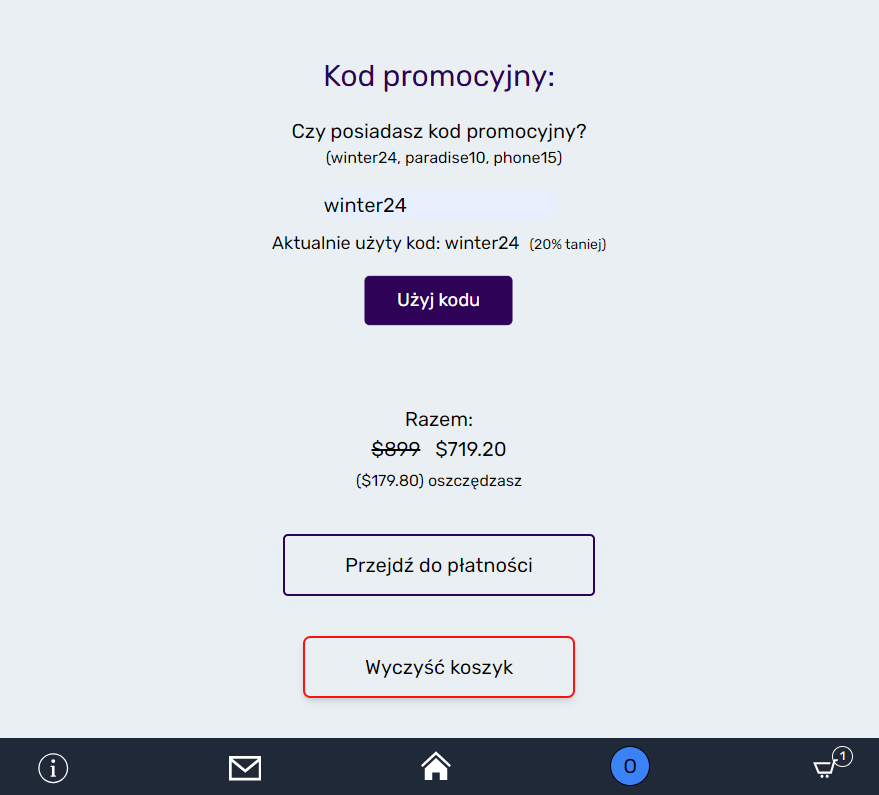 Kod promocyjny:
Czy posiadasz kod promocyjny?
(winter24, paradise10, phone15)
winter24
Aktualnie użyty kod: winter24 (20% taniej)
Użyj kodu
Razem:
$899 $719.20
($179.80) oszczędzasz
Przejdź do płatności
Wyczyść koszyk
i
O
1